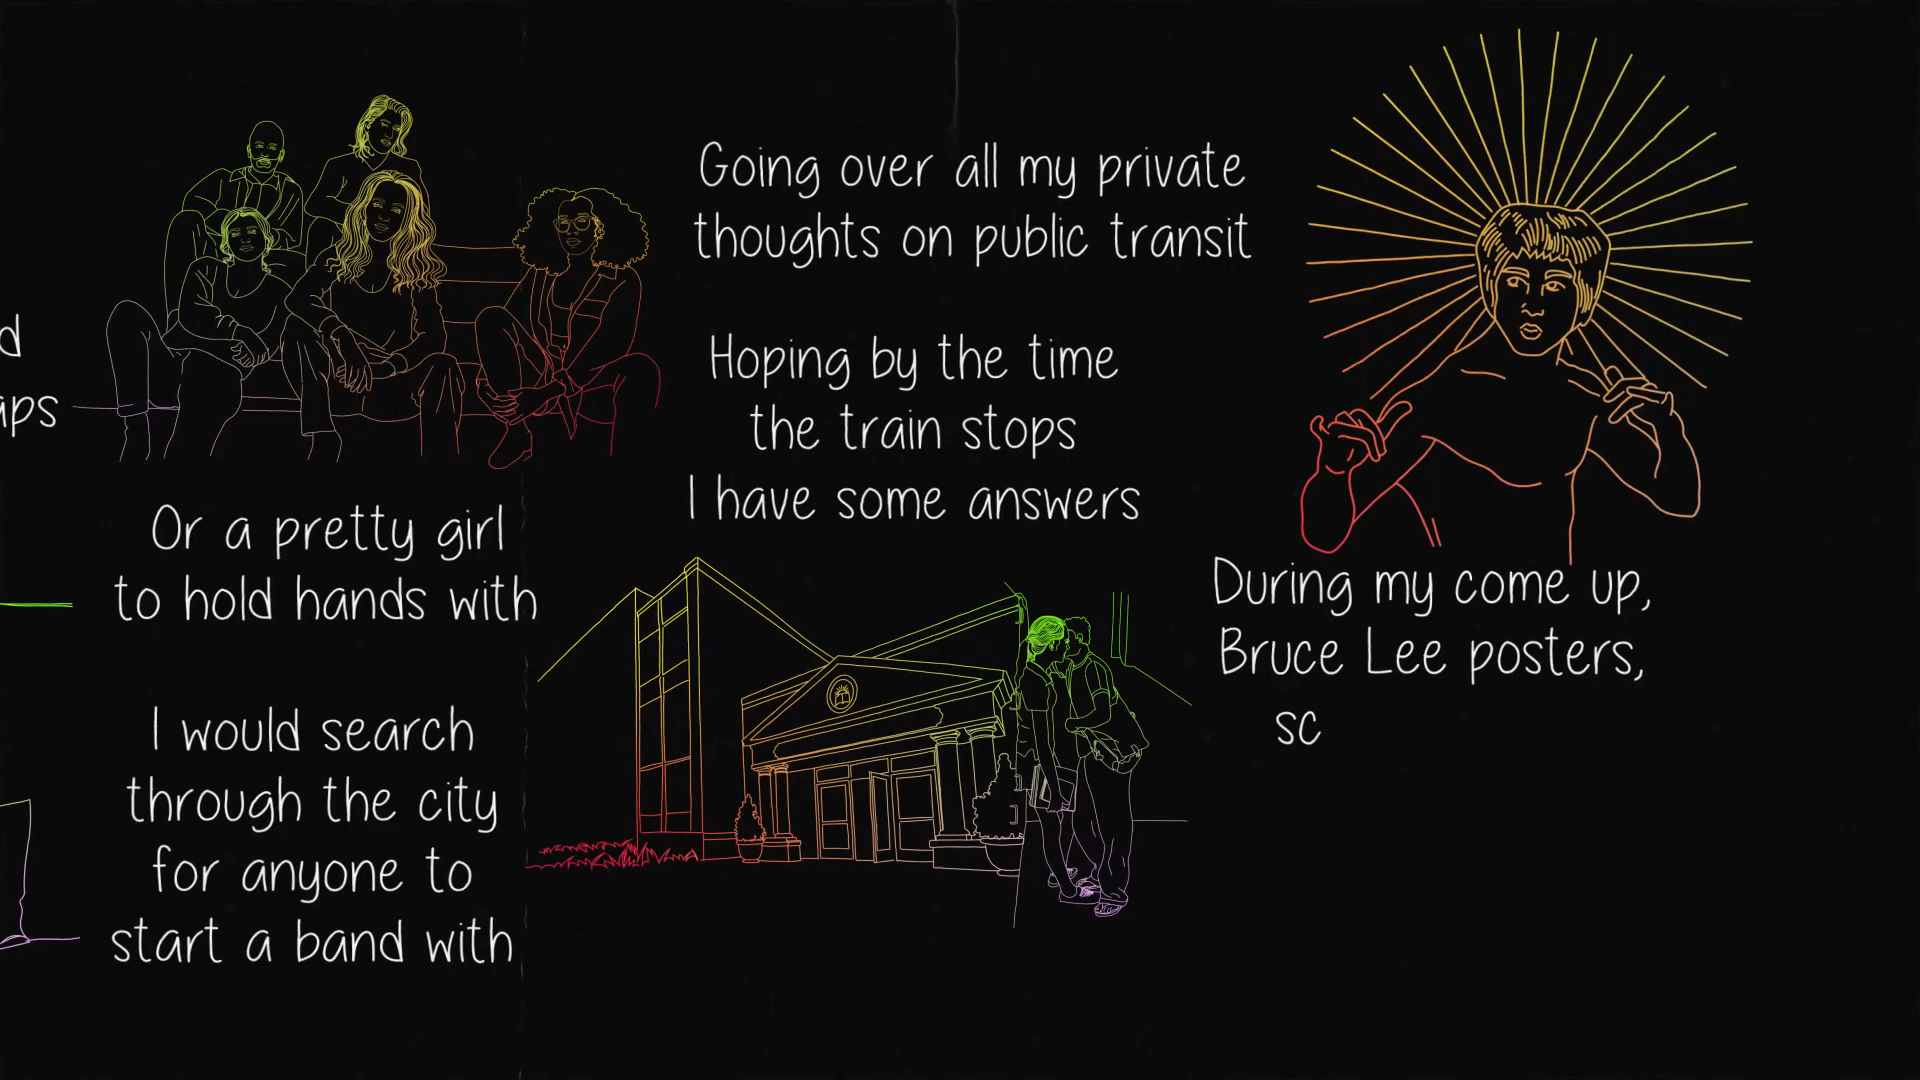 d
aps
Or a pretty girl
to hold hands with
I would search
through the city
for anyone to
start a band with
Going over all my private
thoughts on public transit
Hoping by the time
the train stops
I have some answers
During my come up,
Bruce Lee posters,
sc